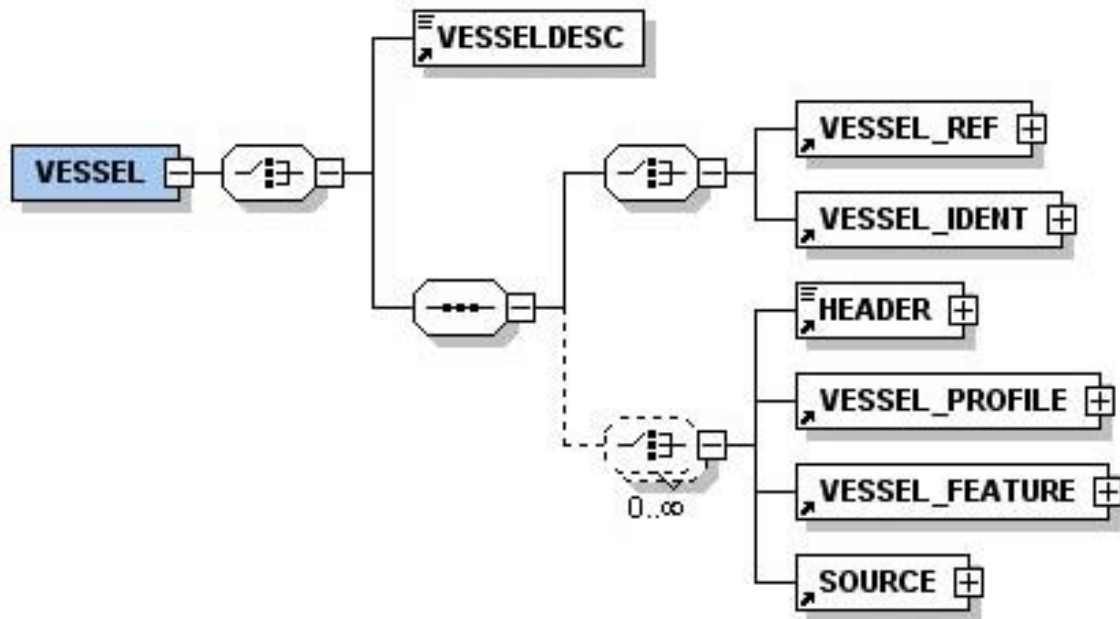 VESSELDESC
VESSEL_REF
VESSEL
VESSEL_IDENT
HEADER
VESSEL_PROFILE
VESSEL_FEATURE
0..∞
SOURCE